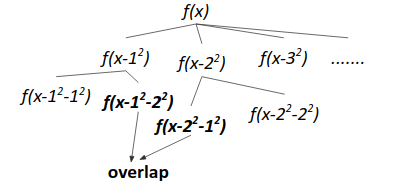 f(x)
f(x-1²) f(x-2²) f(x-3²) .......
f(x-1²-1²) f(x-1²-2²) f(x-2²-1²) f(x-2²-2²)
overlap